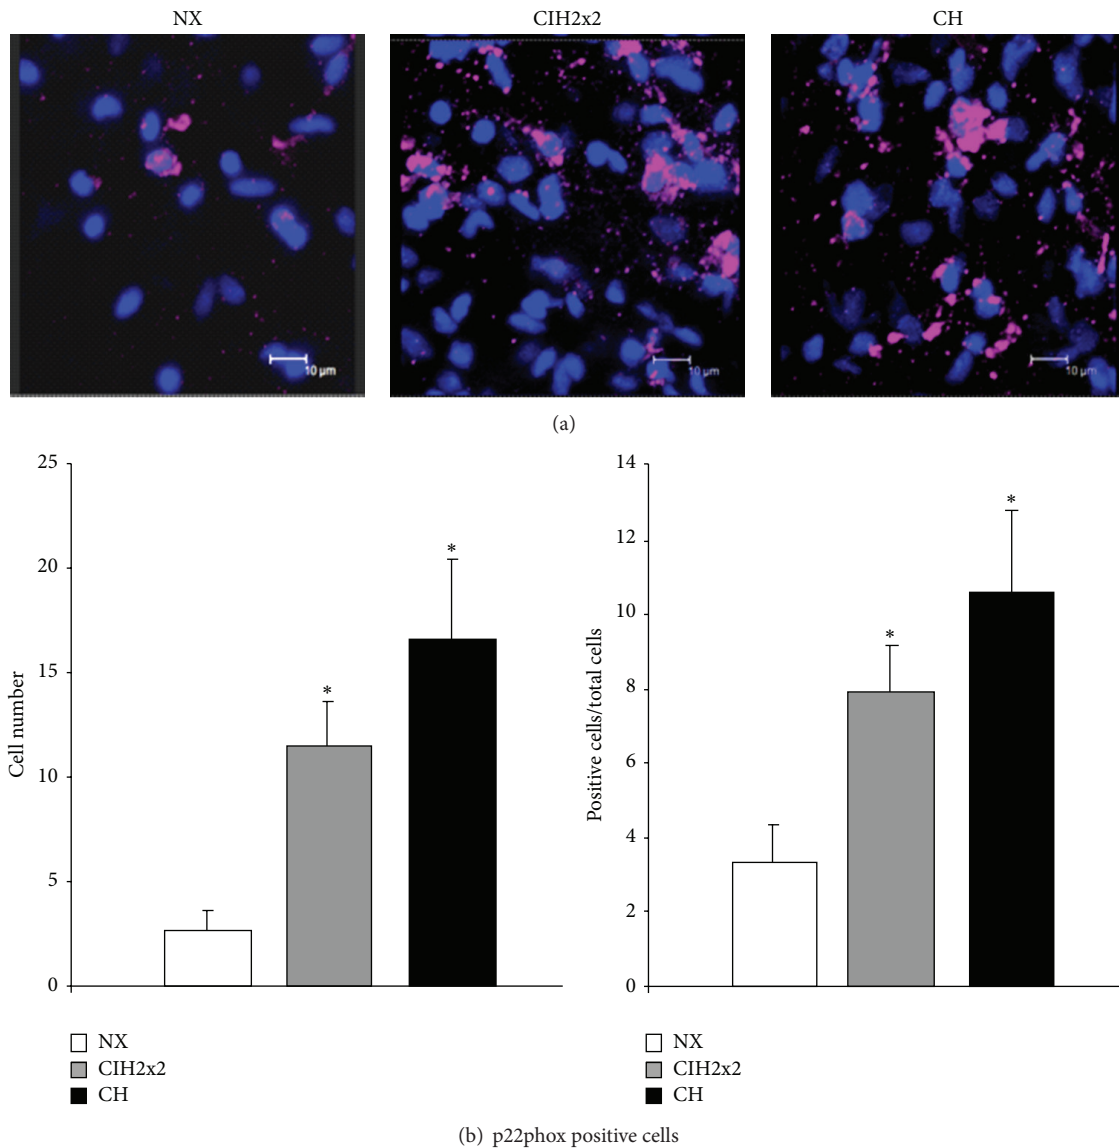 NX
CIH2x2
CH
10 µm
10 µm
10 µm
(a)
25
20
15
10
5
0
Cell number
*
*
NX
CIH2x2
CH
14
12
10
8
6
4
2
0
Positive cells/total cells
*
*
NX
CIH2x2
CH
(b) p22phox positive cells